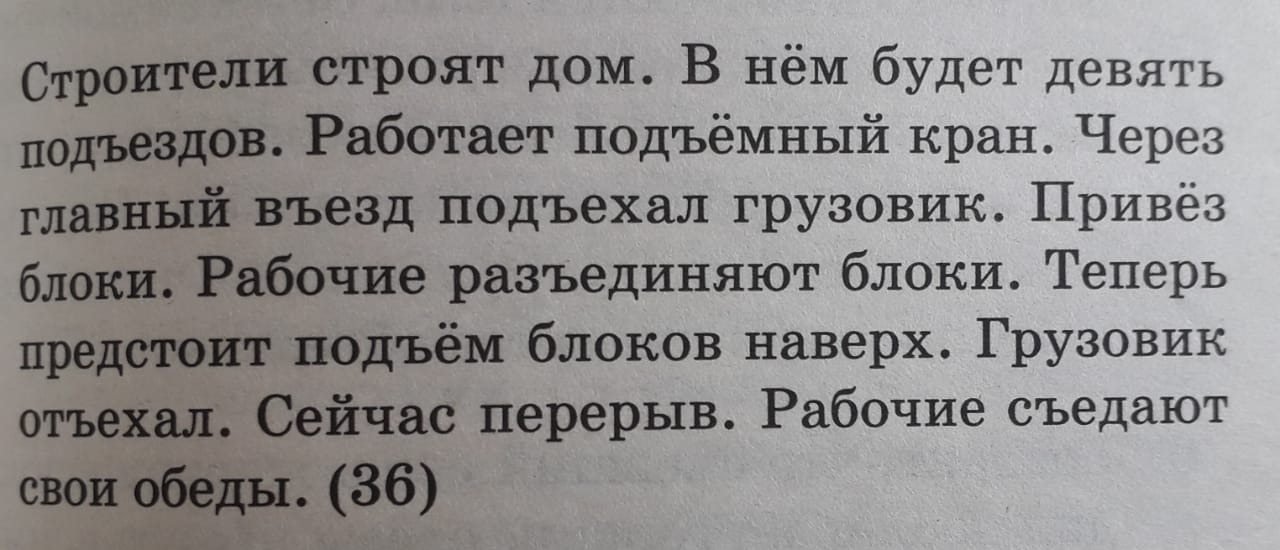 Строители строят дом. В нём будет девять
подъездов. Работает подъёмный кран. Через
главный въезд подъехал грузовик. Привёз
блоки. Рабочие разъединяют блоки. Теперь
предстоит подъём блоков наверх. Грузовик
отъехал. Сейчас перерыв. Рабочие съедают
свои обеды. (36)